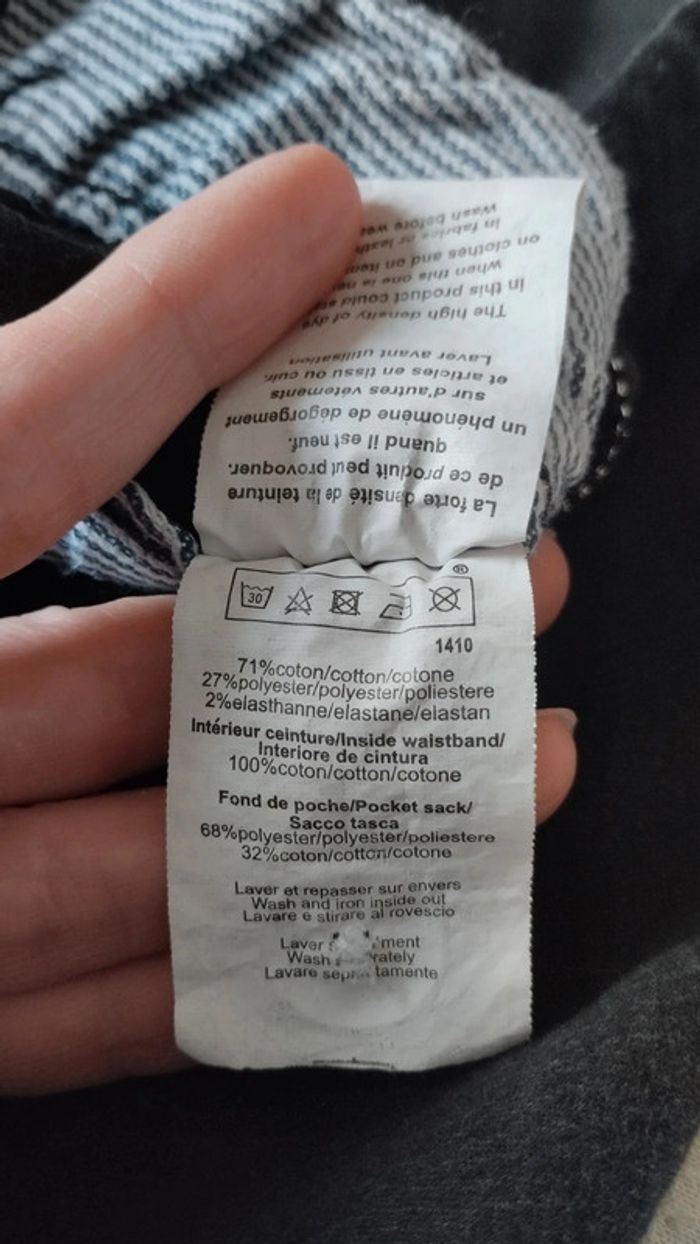 La forte densité de la teinture
de ce produit peut provoquer.
quand il est neuf.
un phénomène de dégorgement
sur d'autres vêtements
et articles en tissu ou cuir.
Laver avant utilisation
The high density of dye
in this product could
When this one is
on clothes and on item
in fabrics or
Wash before
®
30
1410
71%coton/cotton/cotone
27%polyester/polyester/poliestere
2%elasthanne/elastane/elastan
Intérieur ceinture/Inside waistband/
Interiore de cintura
100%coton/cotton/cotone
Fond de poche/Pocket sack/
Sacco tasca
68%polyester/polyester/poliestere
32%coton/cotton/cotone
Laver et repasser sur envers
Wash and iron inside out
Lavare e stirare al rovescio
Laver
Wash
Lavare